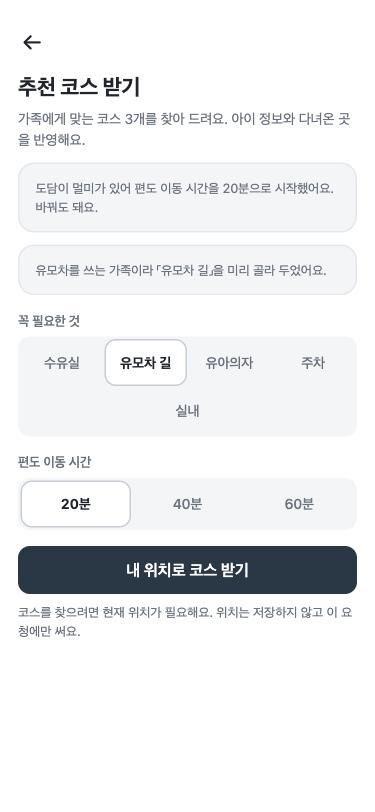 추천 코스 받기
가족에게 맞는 코스 3개를 찾아 드려요. 아이 정보와 다녀온 곳
을 반영해요.
도담이 멀미가 있어 편도 이동 시간을 20분으로 시작했어요.
바꿔도 돼요.
유모차를 쓰는 가족이라 「유모차 길」을 미리 골라 두었어요.
꼭 필요한 것
수유실 유모차 길 유아의자 주차
실내
편도 이동 시간
20분 40분 60분
내 위치로 코스 받기
코스를 찾으려면 현재 위치가 필요해요. 위치는 저장하지 않고 이 요
청에만 써요.